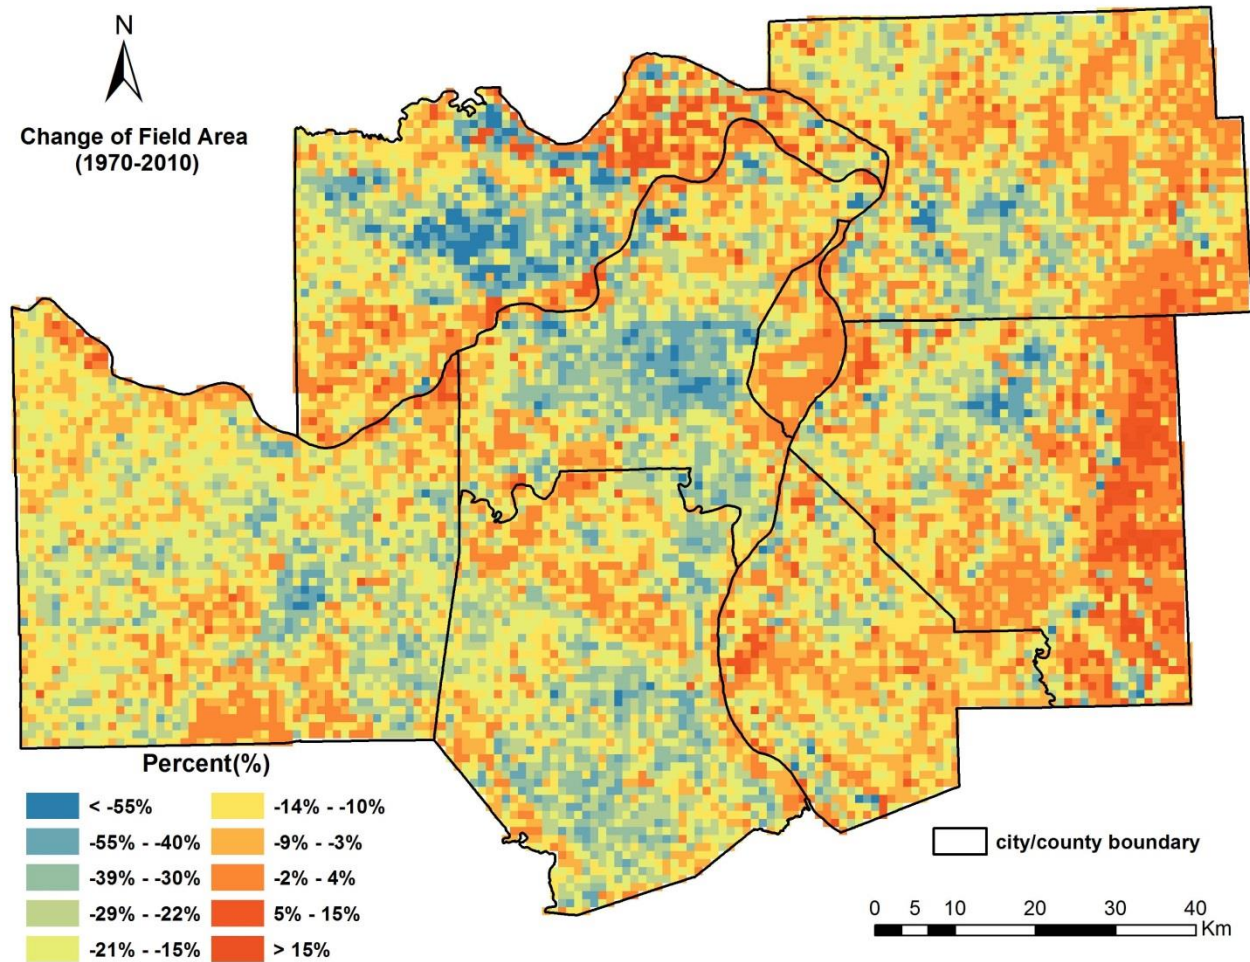 N
Change of Field Area
(1970-2010)
Percent(%)
< -55%
-55% - -40%
-39% - -30%
-29% - -22%
-21% - -15%
-14% - -10%
-9% - -3%
-2% - 4%
5% - 15%
> 15%
city/county boundary
0 5 10 20 30 40
Km